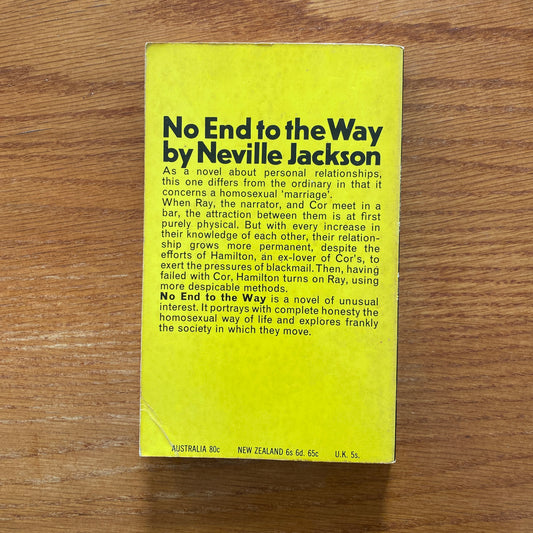 No End to the Way
by Neville Jackson
As a novel about personal relationships,
this one differs from the ordinary in that it
concerns a homosexual 'marriage'.
When Ray, the narrator, and Cor meet in a
bar, the attraction between them is at first
purely physical. But with every increase in
their knowledge of each other, their relation-
ship grows more permanent, despite the
efforts of Hamilton, an ex-lover of Cor's, to
exert the pressures of blackmail. Then, having
failed with Cor, Hamilton turns on Ray, using
more despicable methods.
No End to the Way is a novel of unusual
interest. It portrays with complete honesty the
homosexual way of life and explores frankly
the society in which they move.
AUSTRALIA 80c NEW ZEALAND 6s 6d. 65c U.K. 5s.